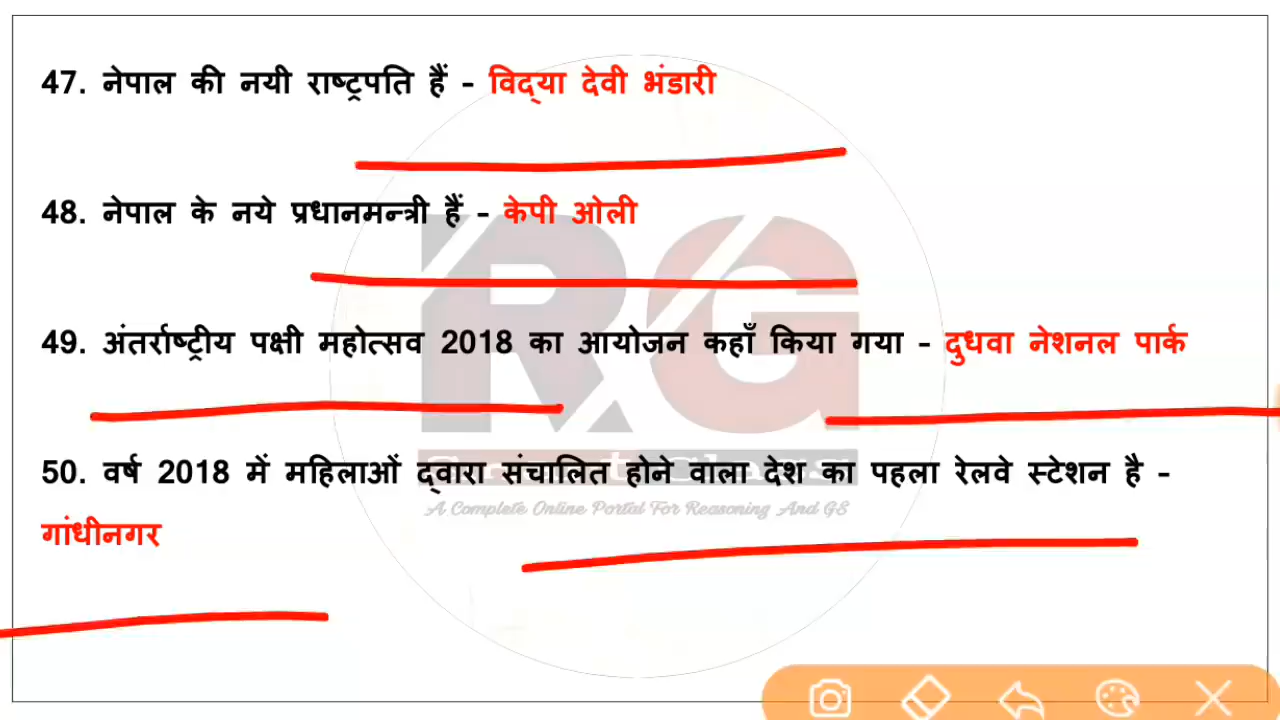 47. नेपाल की नयी राष्ट्रपति हैं - विद्या देवी भंडारी
48. नेपाल के नये प्रधानमन्त्री हैं - केपी ओली
49. अंतर्राष्ट्रीय पक्षी महोत्सव 2018 का आयोजन कहाँ किया गया - दुधवा नेशनल पार्क
50. वर्ष 2018 में महिलाओं द्वारा संचालित होने वाला देश का पहला रेलवे स्टेशन है -
गांधीनगर
RG
A Complete Online Portal For Reasoning And GS